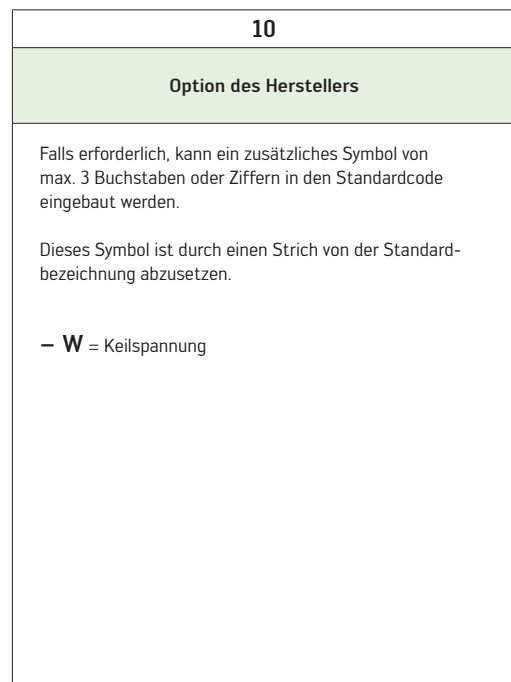 10
Option des Herstellers
Falls erforderlich, kann ein zusätzliches Symbol von
max. 3 Buchstaben oder Ziffern in den Standardcode
eingebaut werden.
Dieses Symbol ist durch einen Strich von der Standard-
bezeichnung abzusetzen.
– W = Keilspannung